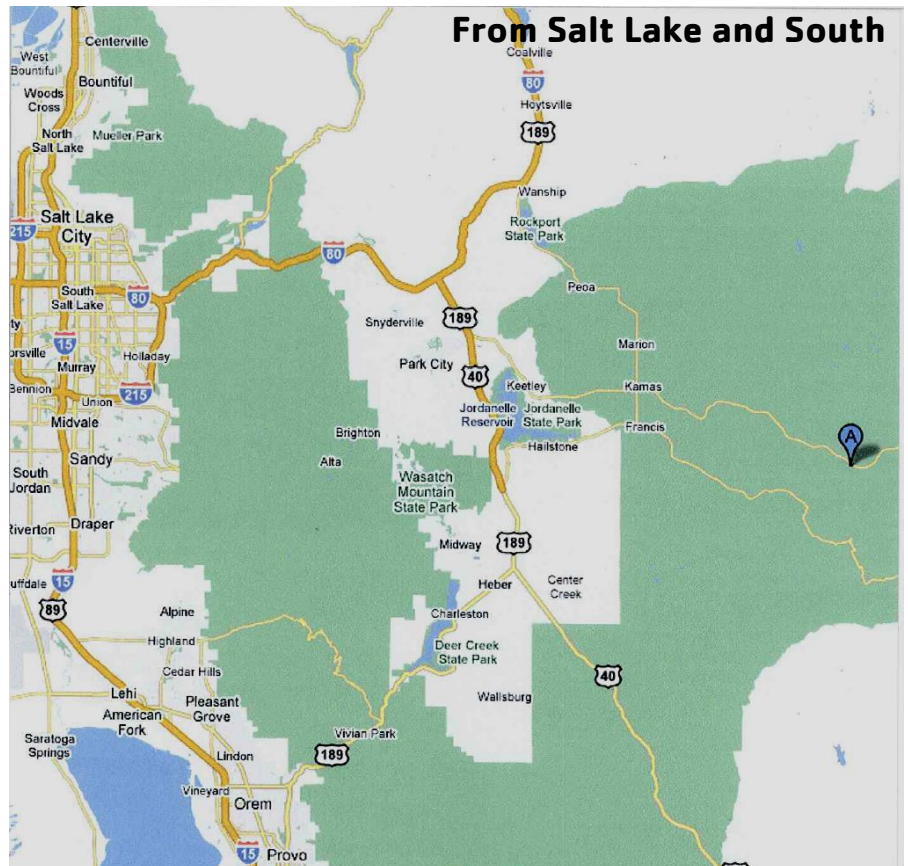 From Salt Lake and South
Centerville
Coalville
West
Bountiful
Bountiful
80
Woods
Cross
Hoytsville
189
North
Salt Lake
Mueller Park
Wanship
Rockport
State Park
215
Salt Lake
City
80
Peoa
South
Salt Lake
80
189
Snyderville
15
Marion
Holladay
Murray
Park City
40
Keetley
Kamas
Bennion
Union
215
Midvale
Jordanelle
Reservoir
Jordanelle
State Park
Francis
Brighton
Hailstone
A
Sandy
Alta
South
Jordan
Wasatch
Mountain
State Park
Riverton
Draper
Midway
189
15
Heber
Center
Creek
89
Alpine
Charleston
Highland
Deer Creek
State Park
Cedar Hills
40
Lehi
Pleasant
Grove
Wallsburg
American
Fork
Saratoga
Springs
Vivian Park
189
Lindon
Vineyard
Orem
15
Provo